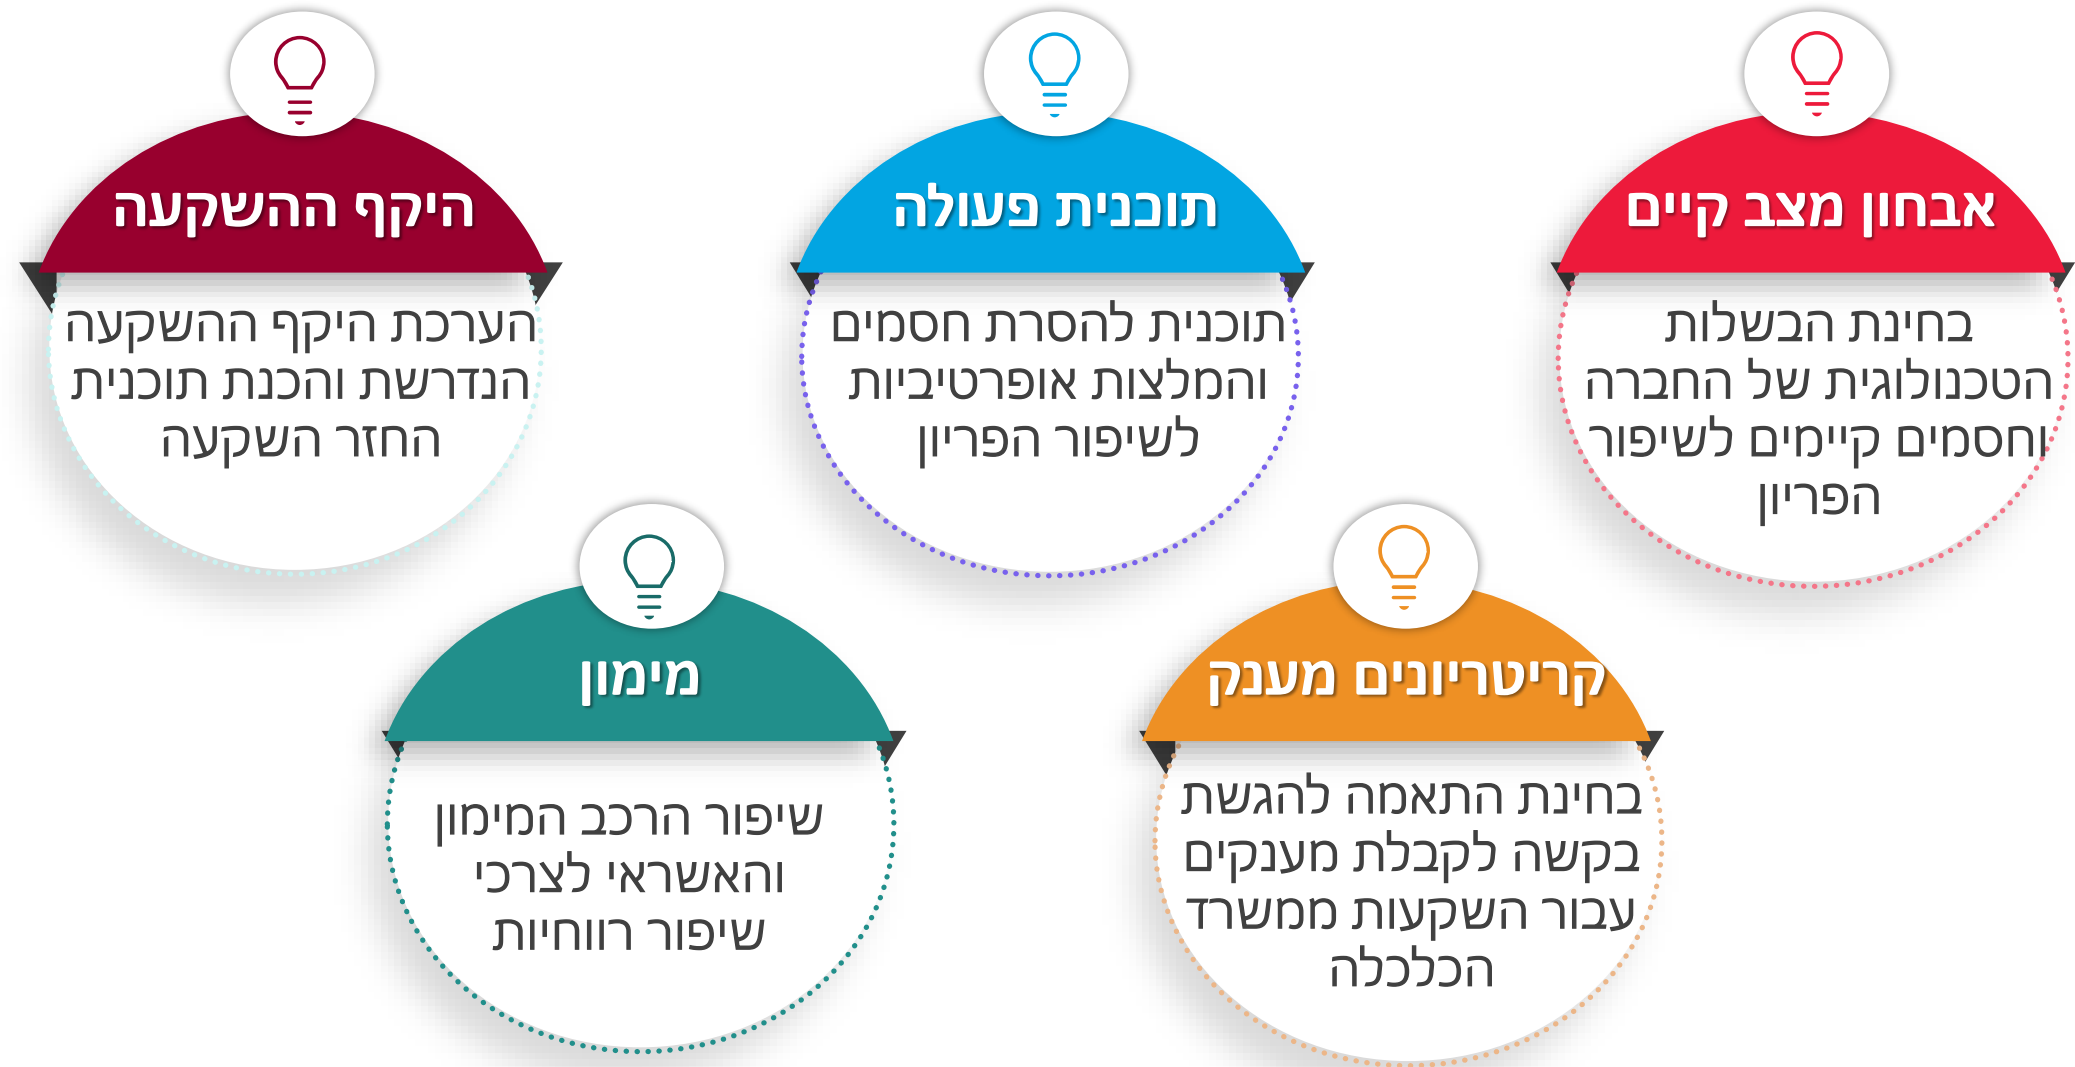 אבחון מצב קיים
בחינת הבשלות
הטכנולוגית של החברה
וחסמים קיימים לשיפור
הפריון
תוכנית פעולה
תוכנית להסרת חסמים
והמלצות אופרטיביות
לשיפור הפריון
היקף ההשקעה
הערכת היקף ההשקעה
הנדרשת והכנת תוכנית
החזר השקעה
קריטריונים מענק
בחינת התאמה להגשת
בקשה לקבלת מענקים
עבור השקעות ממשרד
הכלכלה
מימון
שיפור הרכב המימון
והאשראי לצרכי
שיפור רווחיות